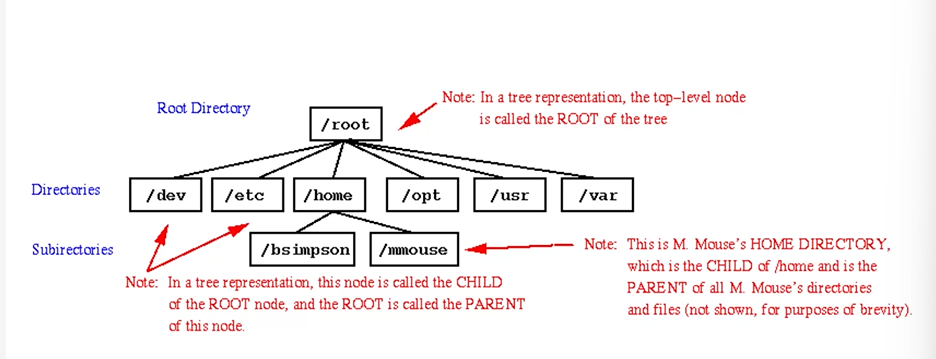 Note: In a tree representation, the top-level node
is called the ROOT of the tree
Root Directory
/root
Directories
/dev
/etc
/home
/opt
/usr
/var
Subirectories
/bsimpson
/mmouse
Note: In a tree representation, this node is called the CHILD
of the ROOT node, and the ROOT is called the PARENT
of this node.
Note: This is M. Mouse's HOME DIRECTORY,
which is the CHILD of /home and is the
PARENT of all M. Mouse's directories
and files (not shown, for purposes of brevity).